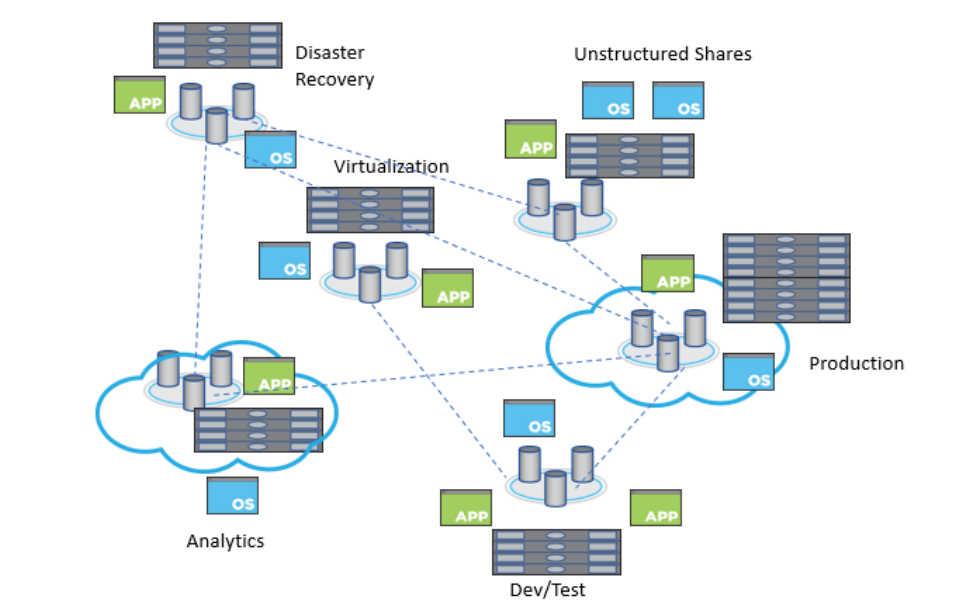 Disaster
Recovery
APP
OS
Unstructured Shares
OS
OS
APP
Virtualization
OS
APP
APP
OS
Production
APP
OS
Analytics
OS
APP
APP
Dev/Test